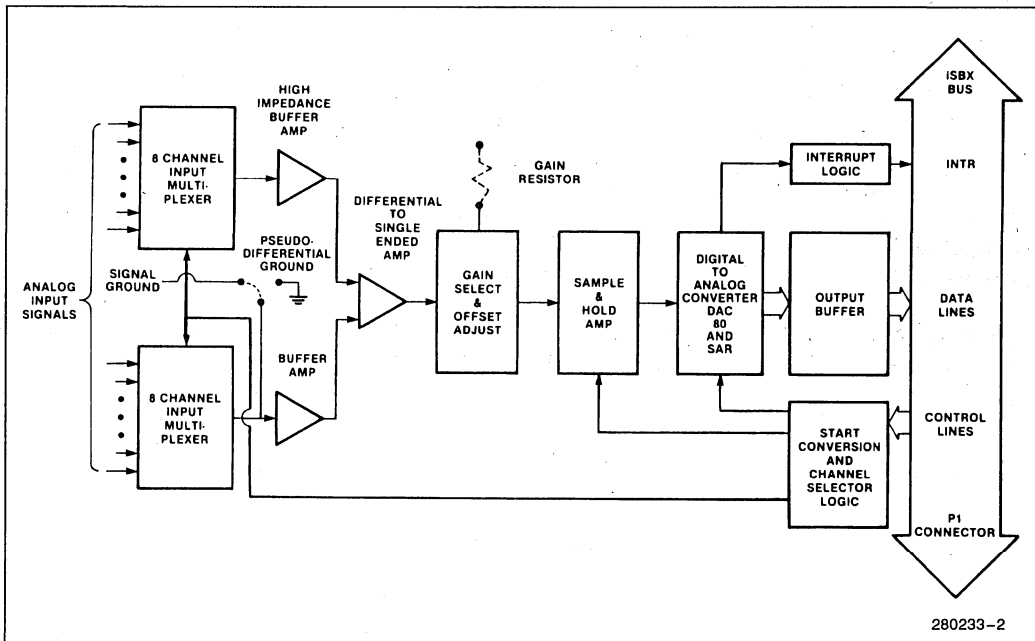 HIGH
IMPEDANCE
BUFFER
AMP
8 CHANNEL
INPUT
MULTI-
PLEXER
GAIN
RESISTOR
DIFFERENTIAL
TO
SINGLE
ENDED
AMP
PSEUDO-
DIFFERENTIAL
GROUND
SIGNAL
GROUND
ANALOG
INPUT
SIGNALS
BUFFER
AMP
8 CHANNEL
INPUT
MULTI-
PLEXER
GAIN
SELECT
&
OFFSET
ADJUST
SAMPLE
&
HOLD
AMP
DIGITAL
TO
ANALOG
CONVERTER
DAC
80
AND
SAR
INTERRUPT
LOGIC
OUTPUT
BUFFER
START
CONVERSION
AND
CHANNEL
SELECTOR
LOGIC
iSBX
BUS
INTR
DATA
LINES
CONTROL
LINES
P1
CONNECTOR
280233-2